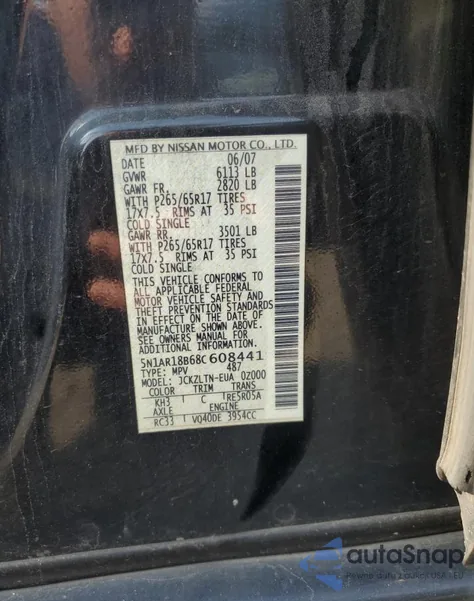 MFD BY NISSAN MOTOR CO., LTD.
DATE 06/07
GVWR 6113 LB
GAWR FR. 2820 LB
WITH P265/65R17 TIRES
17X7.5 RIMS AT 35 PSI
COLD SINGLE
GAWR RR. 3501 LB
WITH P265/65R17 TIRES
17X7.5 RIMS AT 35 PSI
COLD SINGLE
THIS VEHICLE CONFORMS TO
ALL APPLICABLE FEDERAL
MOTOR VEHICLE SAFETY AND
THEFT PREVENTION STANDARDS
IN EFFECT ON THE DATE OF
MANUFACTURE SHOWN ABOVE.
SEE OWNERS MANUAL FOR
ADDITIONAL INFORMATION.
5N1AR18B68C608441
TYPE: MPV 487
MODEL: JCKZLTN-EUA 0Z000
COLOR TRIM TRANS
KH3 C RE5R05A
AXLE ENGINE
RC33 VQ40DE 3954CC
autoSnap